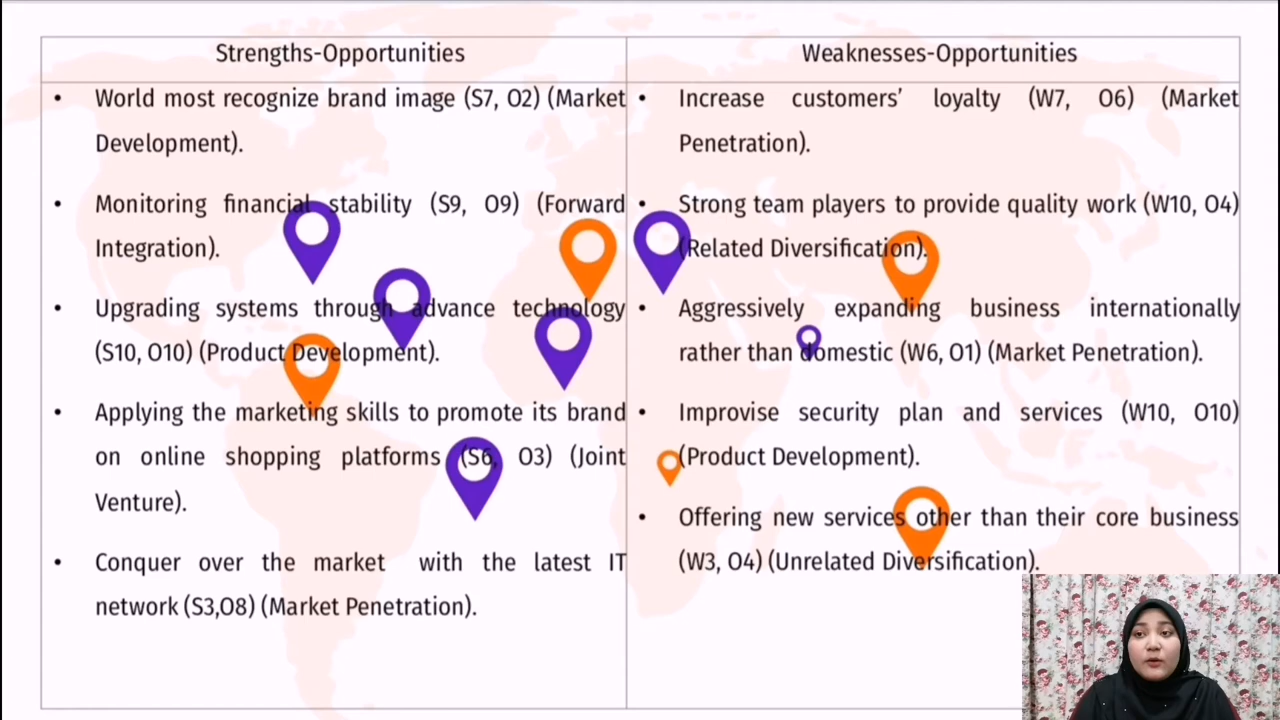 Strengths-Opportunities
• World most recognize brand image (S7, O2) (Market
Development).
• Monitoring financial stability (S9, O9) (Forward
Integration).
• Upgrading systems through advance technology
(S10, O10) (Product Development).
• Applying the marketing skills to promote its brand
on online shopping platforms (S6, O3) (Joint
Venture).
• Conquer over the market with the latest IT
network (S3,O8) (Market Penetration).
Weaknesses-Opportunities
• Increase customers’ loyalty (W7, O6) (Market
Penetration).
• Strong team players to provide quality work (W10, O4)
(Related Diversification).
• Aggressively expanding business internationally
rather than domestic (W6, O1) (Market Penetration).
• Improvise security plan and services (W10, O10)
(Product Development).
• Offering new services other than their core business
(W3, O4) (Unrelated Diversification).